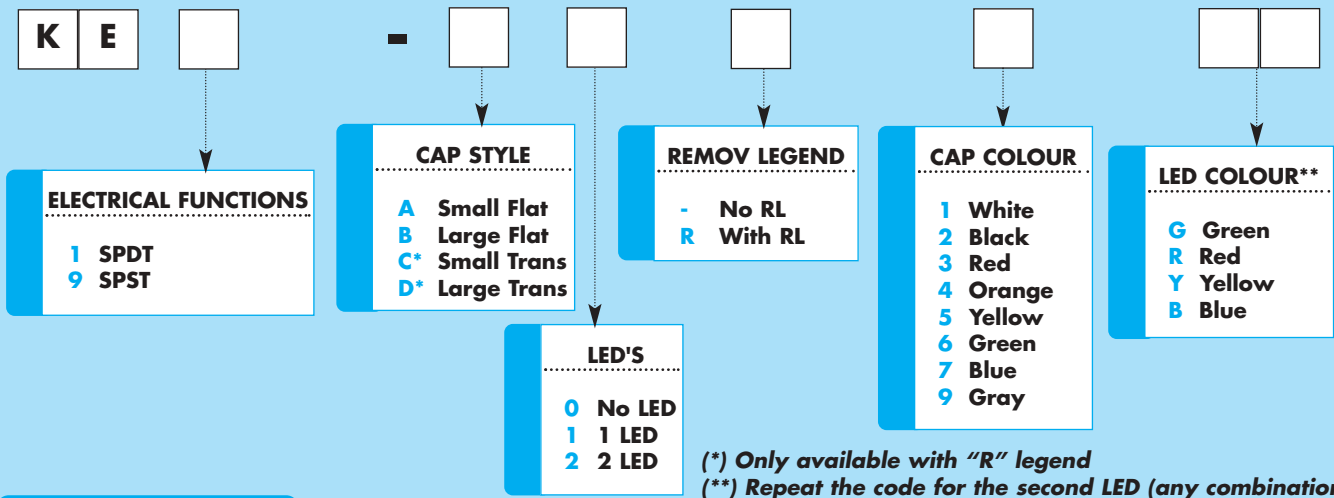 K E -
ELECTRICAL FUNCTIONS
1 SPDT
9 SPST
CAP STYLE
A Small Flat
B Large Flat
C* Small Trans
D* Large Trans
LED'S
0 No LED
1 1 LED
2 2 LED
REMOV LEGEND
- No RL
R With RL
CAP COLOUR
1 White
2 Black
3 Red
4 Orange
5 Yellow
6 Green
7 Blue
9 Gray
LED COLOUR**
G Green
R Red
Y Yellow
B Blue
(*) Only available with “R” legend
(**) Repeat the code for the second LED (any combination